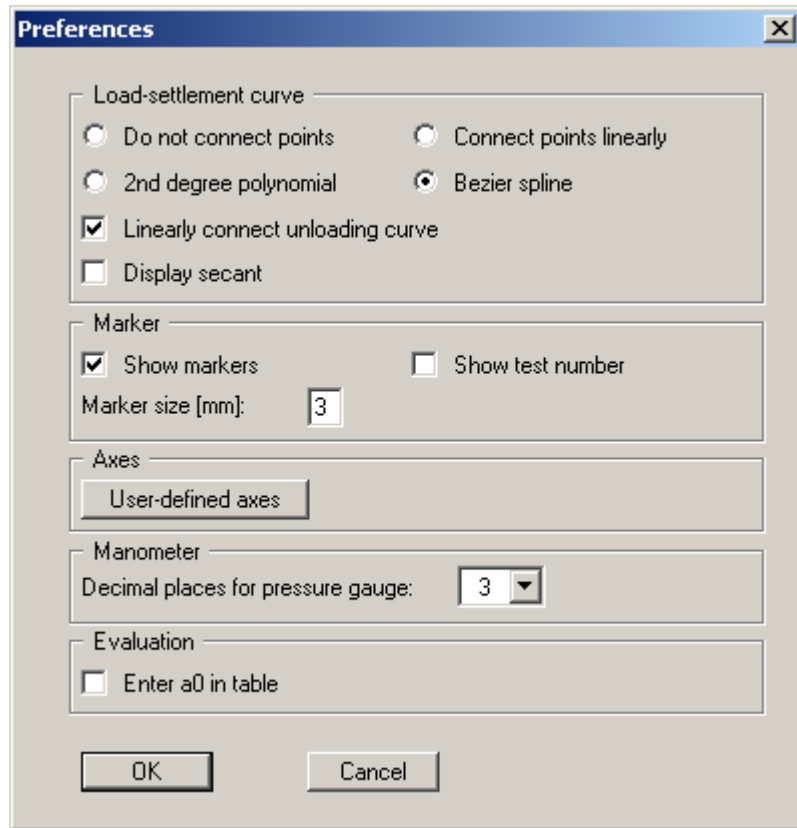 Preferences
Load-settlement curve
Do not connect points Connect points linearly
2nd degree polynomial Bezier spline
Linearly connect unloading curve
Display secant
Marker
Show markers Show test number
Marker size [mm]: 3
Axes
User-defined axes
Manometer
Decimal places for pressure gauge: 3
Evaluation
Enter a0 in table
OK Cancel